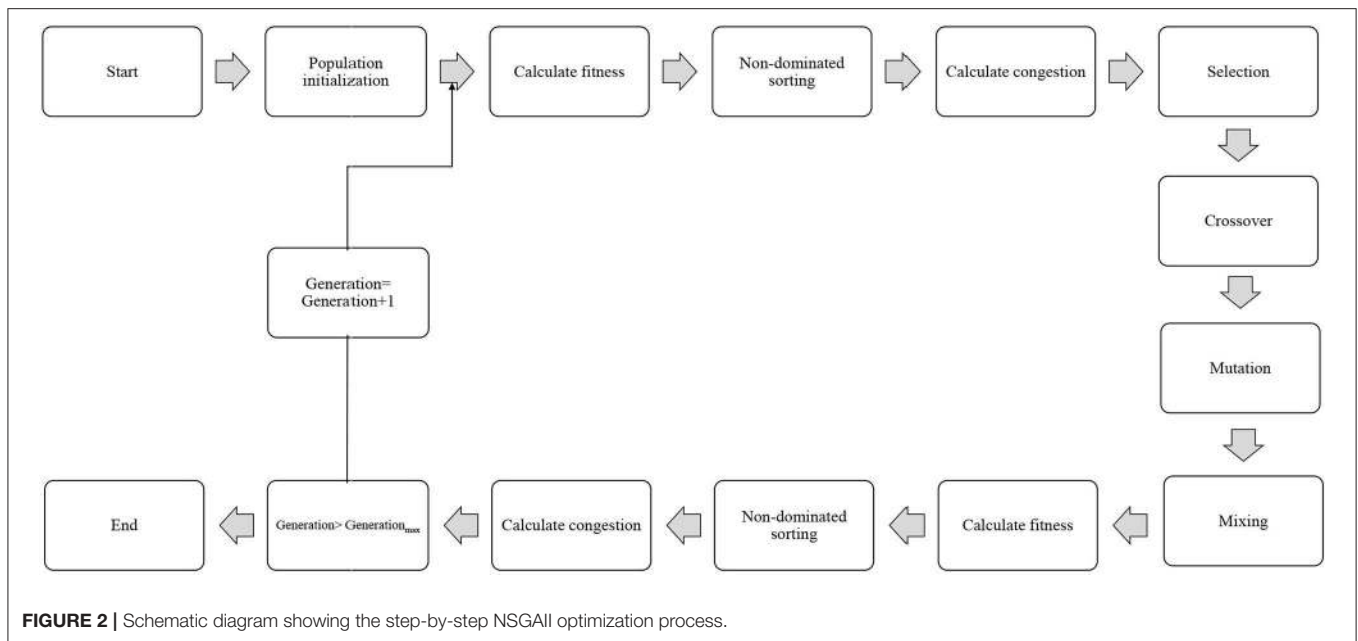 Start
Population
initialization
Calculate fitness
Non-dominated
sorting
Calculate congestion
Selection
Crossover
Generation=
Generation+1
Mutation
End
Generation> Generationmax
Calculate congestion
Non-dominated
sorting
Calculate fitness
Mixing
FIGURE 2 | Schematic diagram showing the step-by-step NSGAII optimization process.